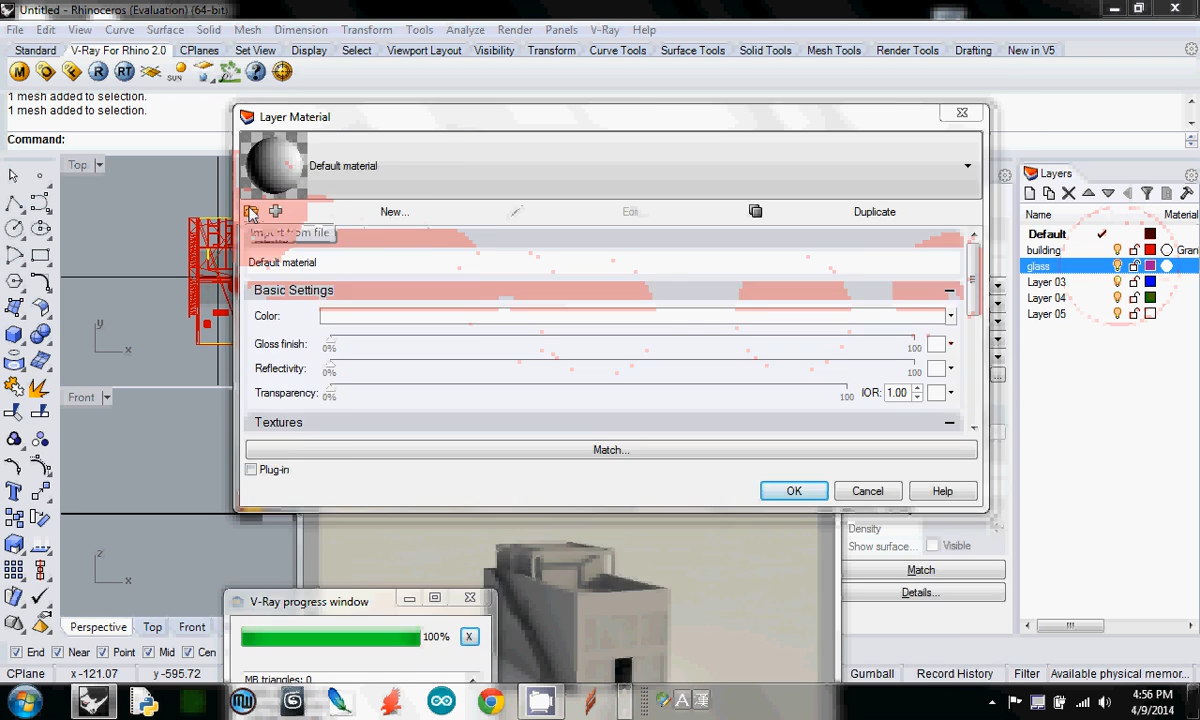 Untitled - Rhinoceros (Evaluation) (64-bit)
File Edit View Curve Surface Solid Mesh Dimension Transform Tools Analyze Render Panels V-Ray Help
Standard V-Ray For Rhino 2.0 CPlanes Set View Display Select Viewport Layout Visibility Transform Curve Tools Surface Tools Solid Tools Mesh Tools Render Tools Drafting New in V5
M R RT SUN
1 mesh added to selection.
1 mesh added to selection.
Command:
Top
Layer Material
Default material
New... Duplicate
Import from file
Default material
Basic Settings
Color:
Gloss finish: 0% 100
Reflectivity: 0% 100
Transparency: 0% 100 IOR: 1.00
Textures
Match...
Plug-in
OK Cancel Help
Layers
Name Material
Default
building Gran
glass
Layer 03
Layer 04
Layer 05
y
x
Front
z
x
Density
Show surface... Visible
Match
Details...
V-Ray progress window
100% X
MB triangles: 0
Perspective Top Front
End Near Point Mid Cen
CPlane x -121.07 y -595.72 Gumball Record History Filter Available physical memor...
4:56 PM
4/9/2014